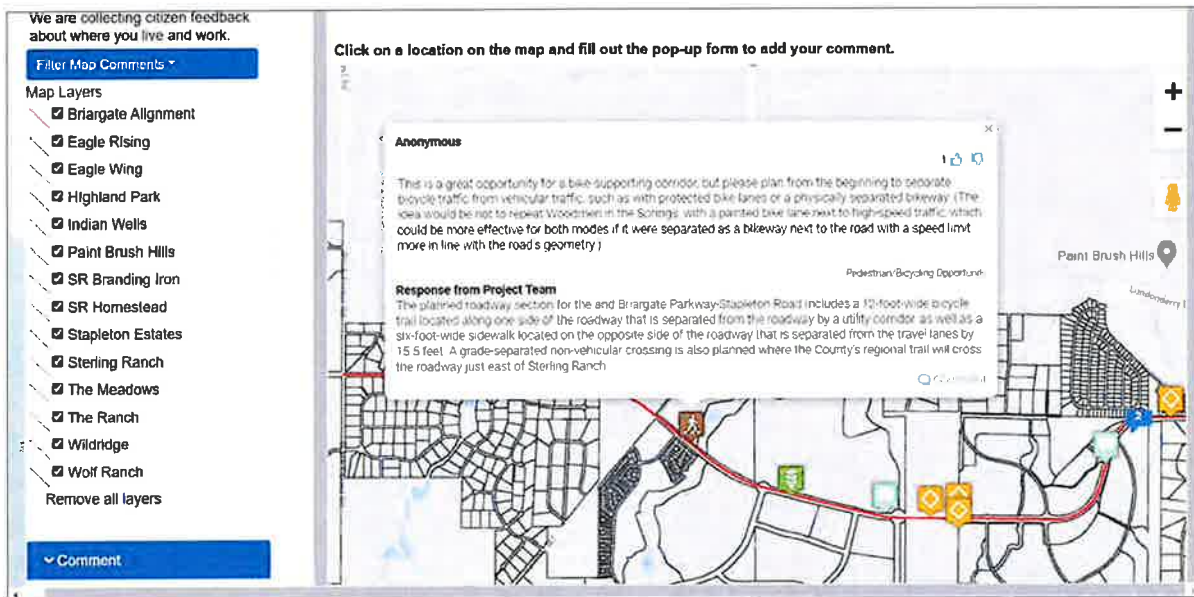 We are collecting citizen feedback
about where you live and work.
Filter Map Comments
Map Layers
Briargate Alignment
Eagle Rising
Eagle Wing
Highland Park
Indian Wells
Paint Brush Hills
SR Branding Iron
SR Homestead
Stapleton Estates
Sterling Ranch
The Meadows
The Ranch
Wildridge
Wolf Ranch
Remove all layers
Comment
Click on a location on the map and fill out the pop-up form to add your comment.
Anonymous
1
This is a great opportunity for a bike-supporting corridor, but please plan from the beginning to separate
bicycle traffic from vehicular traffic, such as with protected bike lanes or a physically separated bikeway. (The
idea would be not to repeat Woodmen in the Springs, with a painted bike lane next to high-speed traffic, which
could be more effective for both modes if it were separated as a bikeway next to the road with a speed limit
more in line with the road's geometry.)
Pedestrian/Bicycling Opportunity
Response from Project Team
The planned roadway section for the and Briargate Parkway-Stapleton Road includes a 12-foot-wide bicycle
trail located along one side of the roadway that is separated from the roadway by a utility corridor as well as a
six-foot-wide sidewalk located on the opposite side of the roadway that is separated from the travel lanes by
15.5 feet. A grade-separated non-vehicular crossing is also planned where the County's regional trail will cross
the roadway just east of Sterling Ranch
+
−
Paint Brush Hills
Londonderry
2